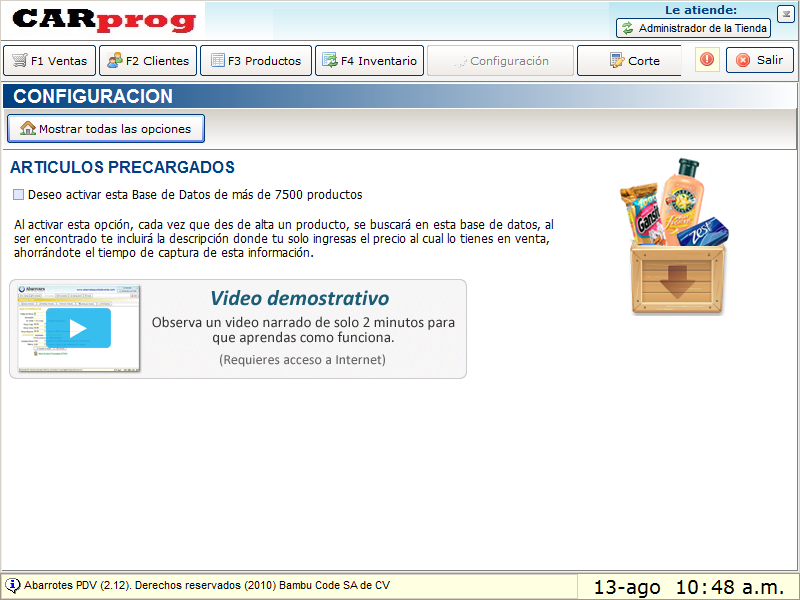 CARprog
Le atiende:
Administrador de la Tienda
F1 Ventas
F2 Clientes
F3 Productos
F4 Inventario
Configuración
Corte
Salir
CONFIGURACION
Mostrar todas las opciones
ARTICULOS PRECARGADOS
Deseo activar esta Base de Datos de más de 7500 productos
Al activar esta opción, cada vez que des de alta un producto, se buscará en esta base de datos, al
ser encontrado te incluirá la descripción donde tu solo ingresas el precio al cual lo tienes en venta,
ahorrándote el tiempo de captura de esta información.
Gansito
Zest
Abarrotes
Video demostrativo
Observa un video narrado de solo 2 minutos para
que aprendas como funciona.
(Requieres acceso a Internet)
Abarrotes PDV (2.12). Derechos reservados (2010) Bambu Code SA de CV
13-ago 10:48 a.m.